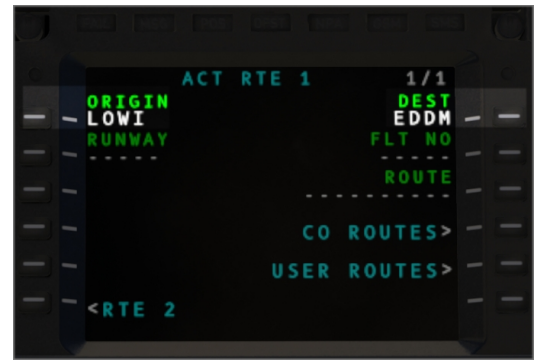 ACT RTE 1 1/1
ORIGIN DEST
LOWI EDDM
RUNWAY FLT NO
----- -----
ROUTE
----------
CO ROUTES>
USER ROUTES>
<RTE 2